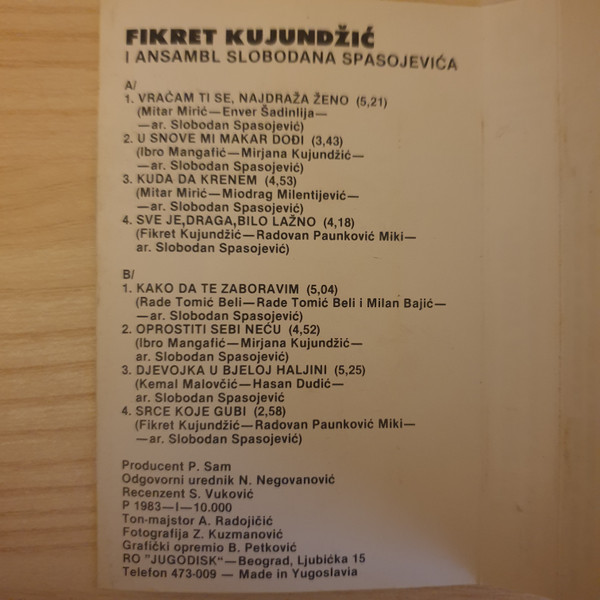 FIKRET KUJUNDŽIĆ
I ANSAMBL SLOBODANA SPASOJEVIĆA
A/
1. VRAĆAM TI SE, NAJDRAŽA ŽENO (5,21)
(Mitar Mirić—Enver Šadinlija—
—ar. Slobodan Spasojević)
2. U SNOVE MI MAKAR DOĐI (3,43)
(Ibro Mangafić—Mirjana Kujundžić—
—ar. Slobodan Spasojević)
3. KUDA DA KRENEM (4,53)
(Mitar Mirić—Miodrag Milentijević—
—ar. Slobodan Spasojević)
4. SVE JE,DRAGA,BILO LAŽNO (4,18)
(Fikret Kujundžić—Radovan Paunković Miki—
ar. Slobodan Spasojević)
B/
1. KAKO DA TE ZABORAVIM (5,04)
(Rade Tomić Beli—Rade Tomić Beli i Milan Bajić—
—ar. Slobodan Spasojević)
2. OPROSTITI SEBI NEĆU (4,52)
(Ibro Mangafić—Mirjana Kujundžić—
ar. Slobodan Spasojević)
3. DJEVOJKA U BJELOJ HALJINI (5,25)
(Kemal Malovčić—Hasan Dudić—
ar. Slobodan Spasojević
4. SRCE KOJE GUBI (2,58)
(Fikret Kujundžić—Radovan Paunković Miki—
—ar. Slobodan Spasojević)
Producent P. Sam
Odgovorni urednik N. Negovanović
Recenzent S. Vuković
P 1983—I—10.000
Ton-majstor A. Radojičić
Fotografija Z. Kuzmanović
Grafički opremio B. Petković
RO "JUGODISK"—Beograd, Ljubićka 15
Telefon 473-009 — Made in Yugoslavia